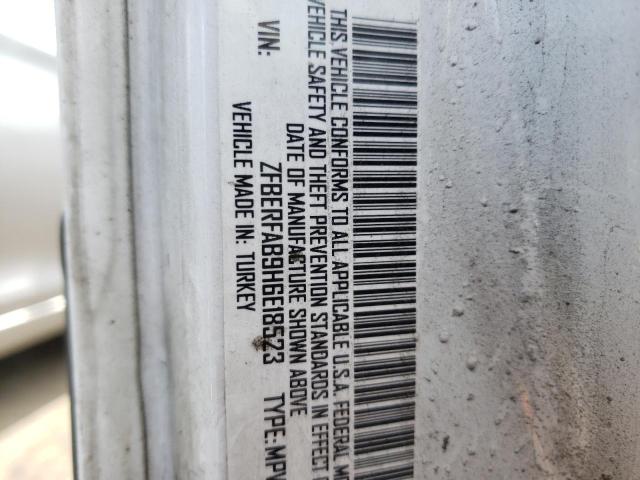 THIS VEHICLE CONFORMS TO ALL APPLICABLE U.S.A. FEDERAL
VEHICLE SAFETY AND THEFT PREVENTION STANDARDS IN EFFECT
DATE OF MANUFACTURE SHOWN ABOVE
VIN: ZFBERFAB9H6E18523 TYPE: MPV
VEHICLE MADE IN: TURKEY